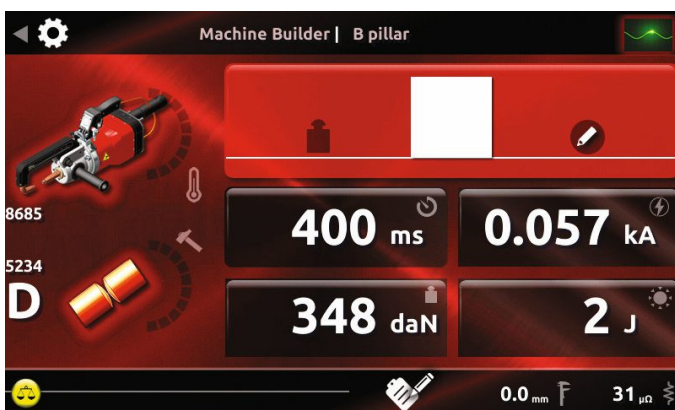 Machine Builder | B pillar
8685
400 ms
0.057 kA
5234
D
348 daN
2 J
0.0 mm
31 μΩ